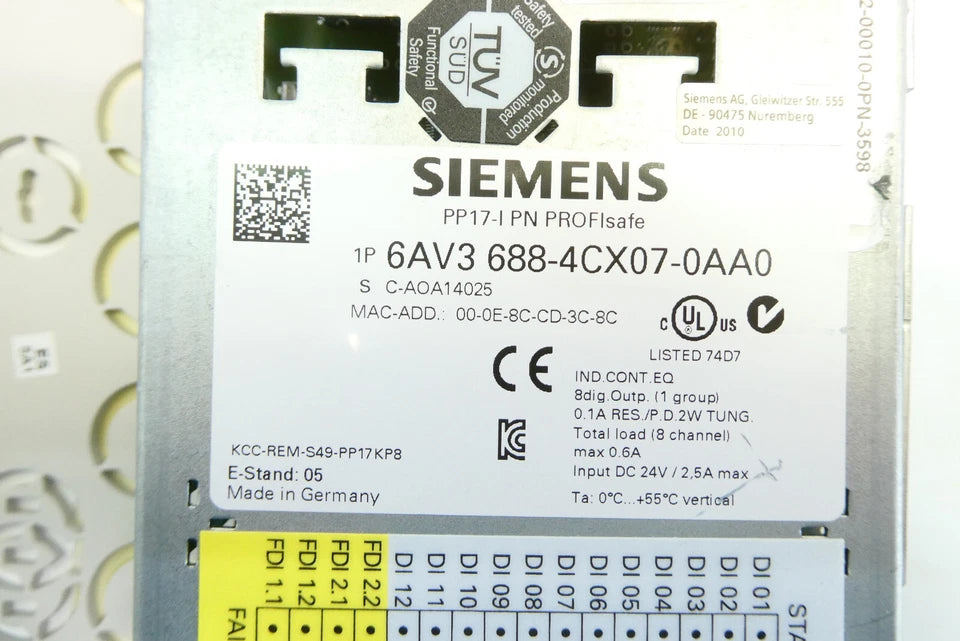 Safety tested
Production monitored
Functional Safety
TÜV
SÜD
S
Siemens AG, Gleiwitzer Str. 555
DE - 90475 Nuremberg
Date 2010
2-00010-0PN-3598
SIEMENS
PP17-I PN PROFIsafe
1P 6AV3 688-4CX07-0AA0
S C-AOA14025
MAC-ADD.: 00-0E-8C-CD-3C-8C
C UL US
LISTED 74D7
CE
IND.CONT.EQ
8dig.Outp. (1 group)
0.1A RES./P.D.2W TUNG.
Total load (8 channel)
max 0.6A
Input DC 24V / 2,5A max
Ta: 0°C...+55°C vertical
KCC-REM-S49-PP17KP8
E-Stand: 05
Made in Germany
FDI 1.1
FDI 1.2
FDI 2.1
FDI 2.2
DI 12
DI 11
DI 10
DI 09
DI 08
DI 07
DI 06
DI 05
DI 04
DI 03
DI 02
DI 01